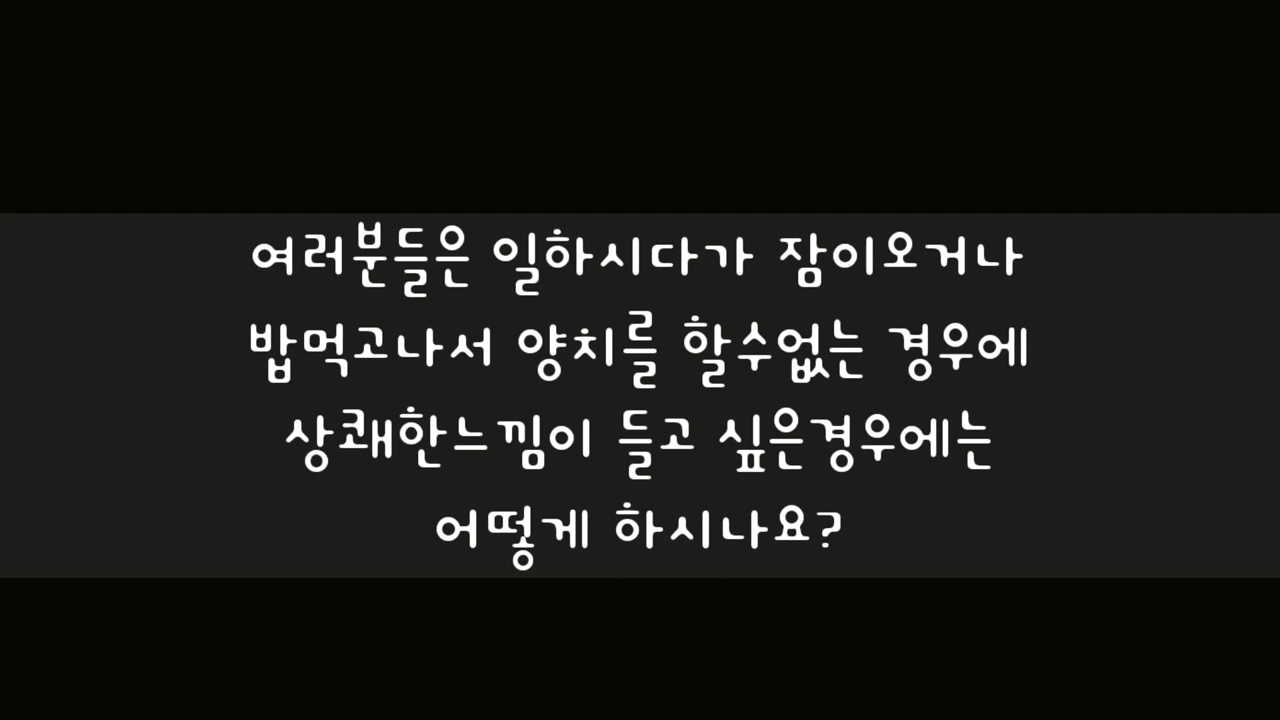 여러분들은 일하시다가 잠이오거나
밥먹고나서 양치를 할수없는 경우에
상쾌한느낌이 들고 싶은경우에는
어떻게 하시나요?